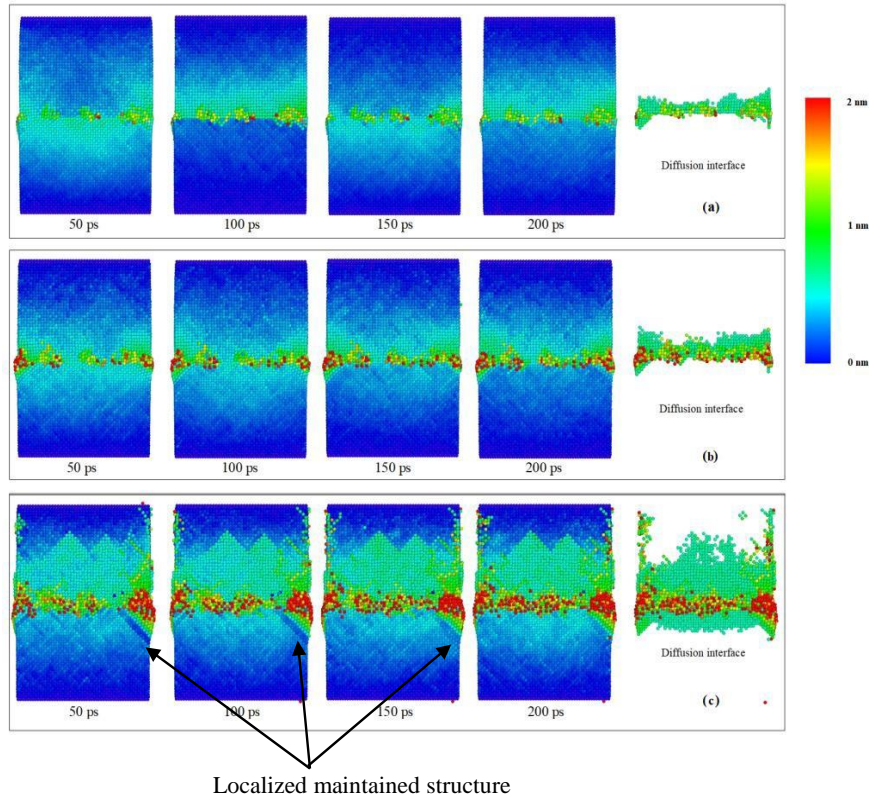 50 ps
100 ps
150 ps
200 ps
Diffusion interface
(a)
2 nm
1 nm
0 nm
50 ps
100 ps
150 ps
200 ps
Diffusion interface
(b)
50 ps
100 ps
150 ps
200 ps
Diffusion interface
(c)
Localized maintained structure